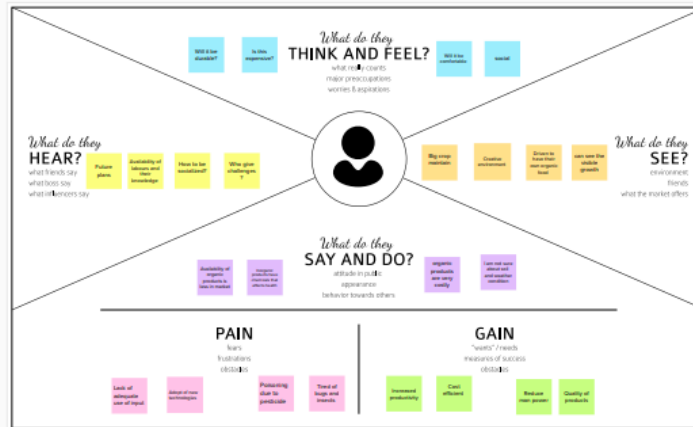 What do they
THINK AND FEEL?
what really counts
major preoccupations
worries & aspirations
Will it be
durable?
Is this
expensive?
Will it be
comfortable
social
What do they
HEAR?
what friends say
what boss say
what influencers say
Future
plans
Availability of
labours and
their
knowledge
How to be
socialized?
Who give
challenges
?
Big crop
maintain
Creative
environment
Driven to
have their
own organic
food
can see the
visible
growth
What do they
SEE?
environment
friends
what the market offers
What do they
SAY AND DO?
attitude in public
appearance
behavior towards others
Availability of
organic
products is
less in market
organic
products are
very
costly
I am not sure
about soil
and weather
condition
PAIN
fears
frustrations
obstacles
Lack of
adequate
use of input.
Adopt of new
technologies.
Poisoning
due to
pesticide
Tired of
bugs and
insects
GAIN
"wants" / needs
measures of success
obstacles
Increased
productivity
Cost
efficient
Reduce
man power
Quality of
products